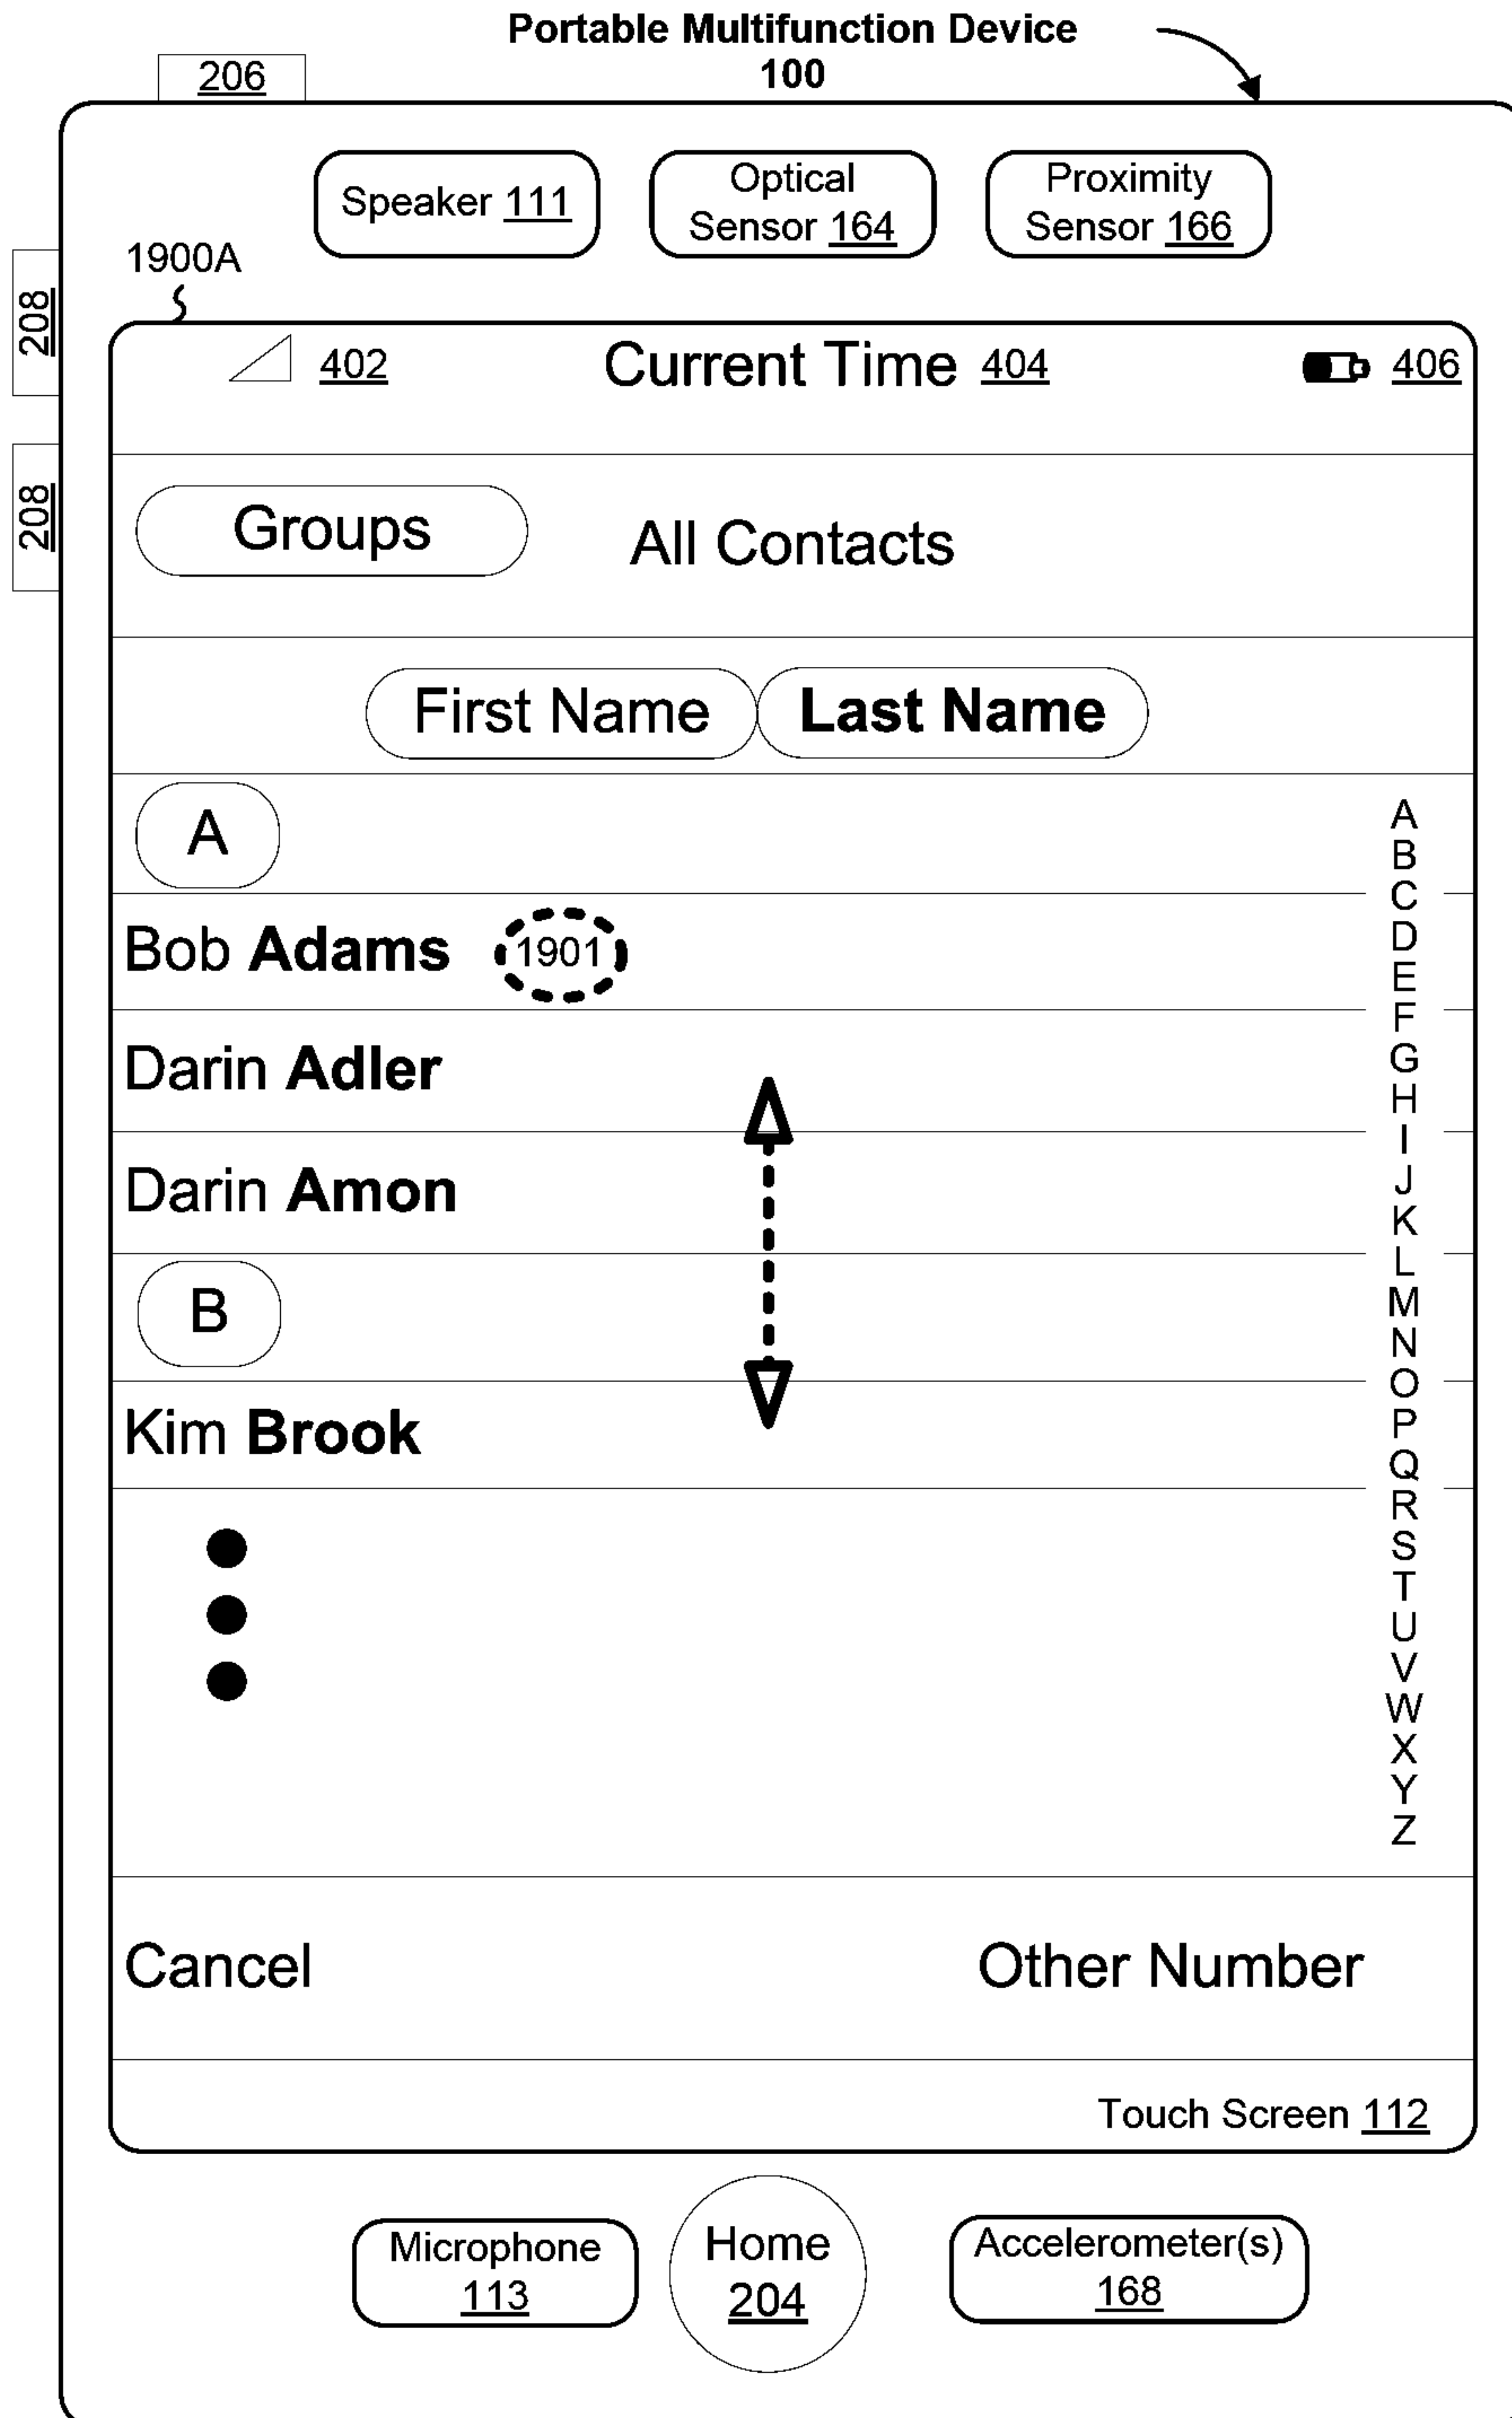 Portable Multifunction Device
100
206
Speaker 111
Optical
Sensor 164
Proximity
Sensor 166
1900A
208
208
402
Current Time 404
406
Groups
All Contacts
First Name
Last Name
A
Bob Adams
1901
Darin Adler
Darin Amon
B
Kim Brook
A
B
C
D
E
F
G
H
I
J
K
L
M
N
O
P
Q
R
S
T
U
V
W
X
Y
Z
Cancel
Other Number
Touch Screen 112
Microphone
113
Home
204
Accelerometer(s)
168